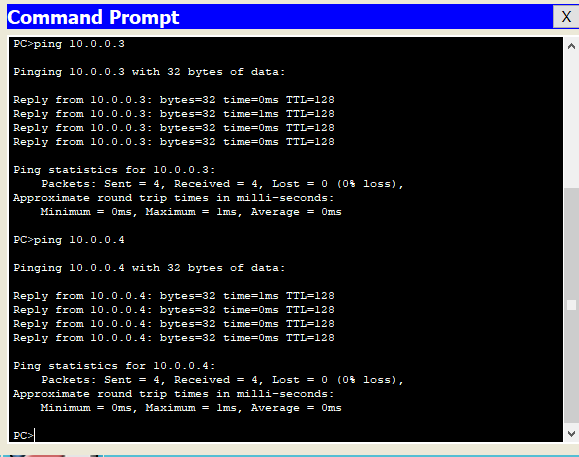 Command Prompt
X
PC>ping 10.0.0.3
Pinging 10.0.0.3 with 32 bytes of data:
Reply from 10.0.0.3: bytes=32 time=0ms TTL=128
Reply from 10.0.0.3: bytes=32 time=1ms TTL=128
Reply from 10.0.0.3: bytes=32 time=0ms TTL=128
Reply from 10.0.0.3: bytes=32 time=0ms TTL=128
Ping statistics for 10.0.0.3:
    Packets: Sent = 4, Received = 4, Lost = 0 (0% loss),
Approximate round trip times in milli-seconds:
    Minimum = 0ms, Maximum = 1ms, Average = 0ms
PC>ping 10.0.0.4
Pinging 10.0.0.4 with 32 bytes of data:
Reply from 10.0.0.4: bytes=32 time=1ms TTL=128
Reply from 10.0.0.4: bytes=32 time=0ms TTL=128
Reply from 10.0.0.4: bytes=32 time=0ms TTL=128
Reply from 10.0.0.4: bytes=32 time=0ms TTL=128
Ping statistics for 10.0.0.4:
    Packets: Sent = 4, Received = 4, Lost = 0 (0% loss),
Approximate round trip times in milli-seconds:
    Minimum = 0ms, Maximum = 1ms, Average = 0ms
PC>